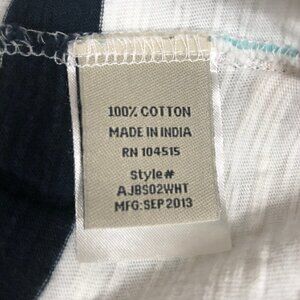 100% COTTON
MADE IN INDIA
RN 104515
Style#
AJBS02WHT
MFG: SEP 2013